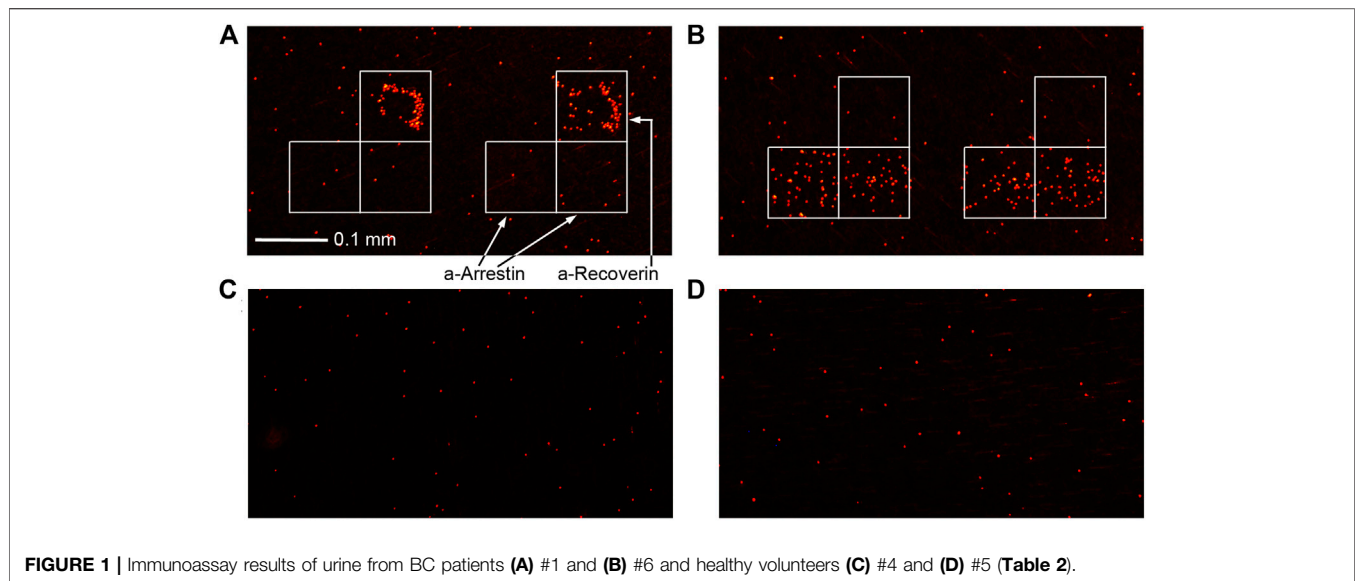 A
B
0.1 mm
a-Arrestin
a-Recoverin
C
D
FIGURE 1 | Immunoassay results of urine from BC patients (A) #1 and (B) #6 and healthy volunteers (C) #4 and (D) #5 (Table 2).